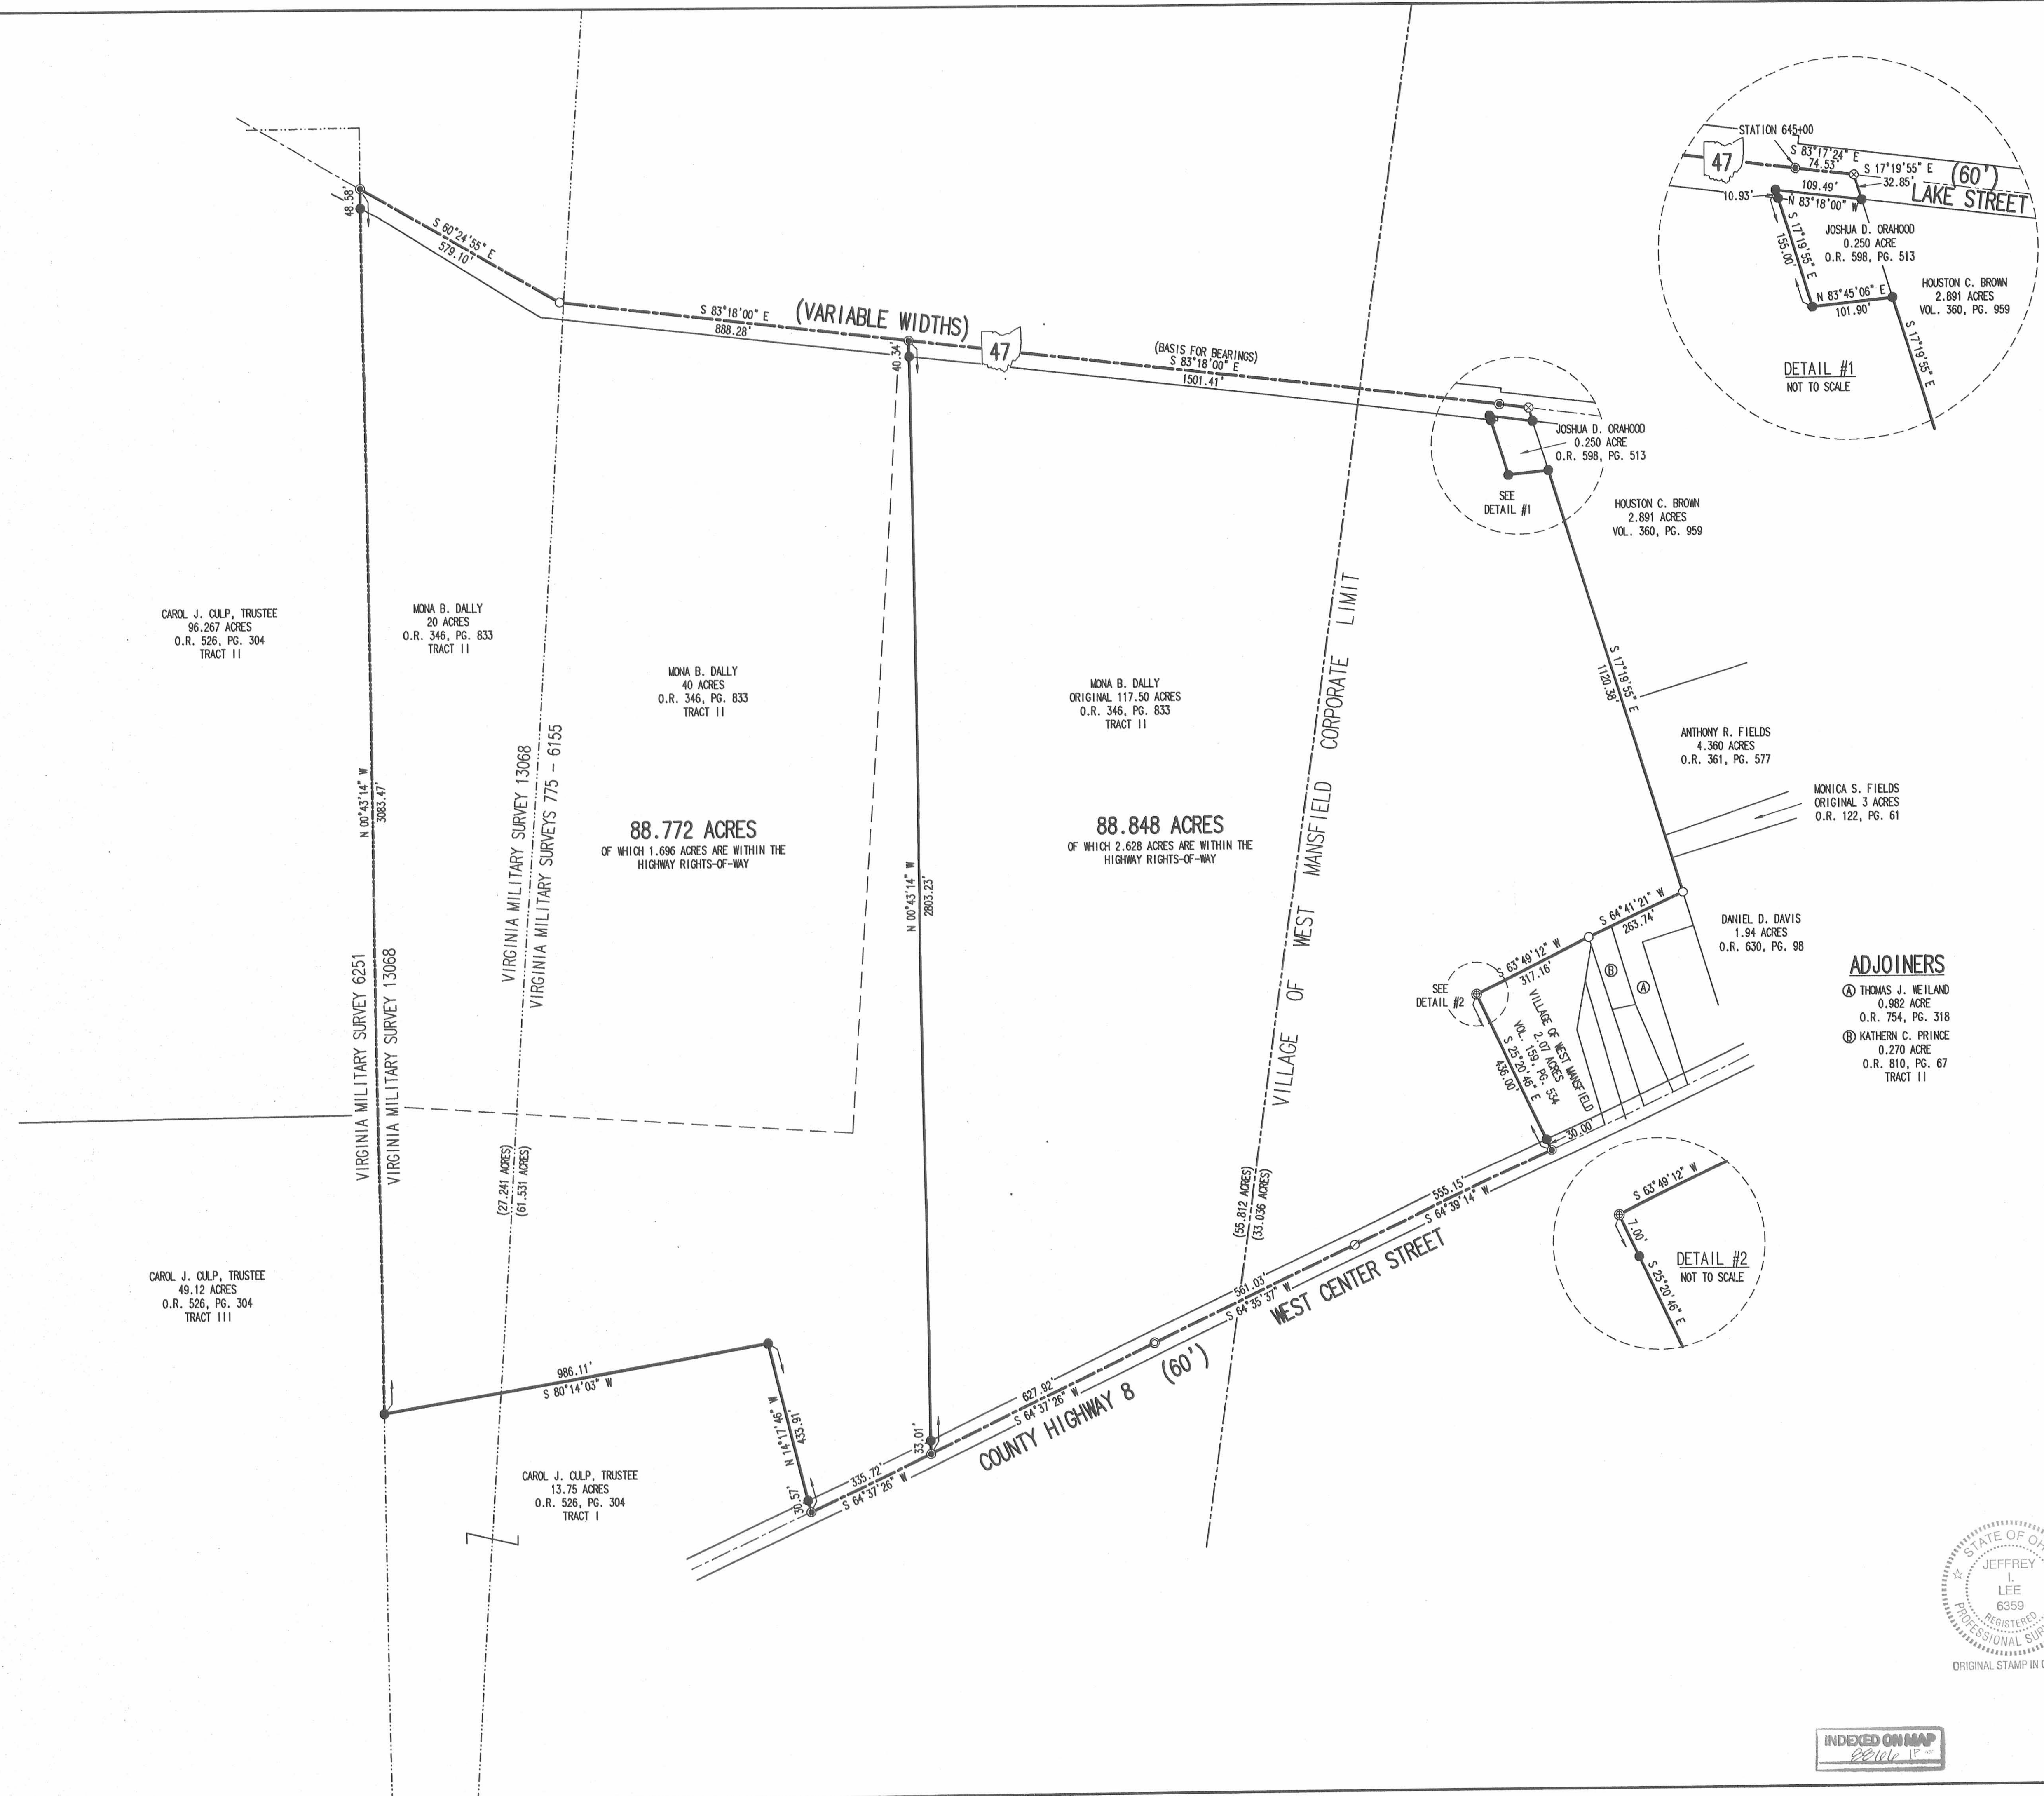 STATION 645+00
S 83°17'24" E
74.53'
S 17°19'55" E
32.85'
(60')
LAKE STREET
47
109.49'
N 83°18'00" W
10.93'
S 17°19'55" E
155.00'
JOSHUA D. ORAHOOD
0.250 ACRE
O.R. 598, PG. 513
N 83°45'06" E
101.90'
HOUSTON C. BROWN
2.891 ACRES
VOL. 360, PG. 959
S 17°19'55" E
DETAIL #1
NOT TO SCALE
48.58'
S 60°24'55" E
579.10'
S 83°18'00" E
888.28'
(VARIABLE WIDTHS)
40.34'
47
(BASIS FOR BEARINGS)
S 83°18'00" E
1501.41'
JOSHUA D. ORAHOOD
0.250 ACRE
O.R. 598, PG. 513
SEE
DETAIL #1
HOUSTON C. BROWN
2.891 ACRES
VOL. 360, PG. 959
CAROL J. CULP, TRUSTEE
96.267 ACRES
O.R. 526, PG. 304
TRACT II
MONA B. DALLY
20 ACRES
O.R. 346, PG. 833
TRACT II
MONA B. DALLY
40 ACRES
O.R. 346, PG. 833
TRACT II
MONA B. DALLY
ORIGINAL 117.50 ACRES
O.R. 346, PG. 833
TRACT II
S 17°19'55" E
1120.38'
ANTHONY R. FIELDS
4.360 ACRES
O.R. 361, PG. 577
MONICA S. FIELDS
ORIGINAL 3 ACRES
O.R. 122, PG. 61
N 00°43'14" W
3083.47'
VIRGINIA MILITARY SURVEY 13068
VIRGINIA MILITARY SURVEYS 775 - 6155
88.772 ACRES
OF WHICH 1.696 ACRES ARE WITHIN THE
HIGHWAY RIGHTS-OF-WAY
N 00°43'14" W
2803.23'
88.848 ACRES
OF WHICH 2.628 ACRES ARE WITHIN THE
HIGHWAY RIGHTS-OF-WAY
VILLAGE OF WEST MANSFIELD CORPORATE LIMIT
S 64°41'21" W
263.74'
S 63°49'12" W
317.16'
DANIEL D. DAVIS
1.94 ACRES
O.R. 630, PG. 98
SEE
DETAIL #2
B
A
VILLAGE OF WEST MANSFIELD
2.07 ACRES
VOL. 159, PG. 534
S 25°20'46" E
436.00'
30.00'
ADJOINERS
A THOMAS J. WEILAND
0.982 ACRE
O.R. 754, PG. 318
B KATHERN C. PRINCE
0.270 ACRE
O.R. 810, PG. 67
TRACT II
VIRGINIA MILITARY SURVEY 6251
VIRGINIA MILITARY SURVEY 13068
(27.241 ACRES)
(61.531 ACRES)
(55.812 ACRES)
(33.036 ACRES)
555.15'
S 64°39'14" W
561.03'
S 64°35'37" W
WEST CENTER STREET
S 63°49'12" W
7.00'
S 25°20'46" E
DETAIL #2
NOT TO SCALE
CAROL J. CULP, TRUSTEE
49.12 ACRES
O.R. 526, PG. 304
TRACT III
986.11'
S 80°14'03" W
N 14°17'46" W
433.91'
627.92'
S 64°37'26" W
COUNTY HIGHWAY 8 (60')
33.01'
335.72'
S 64°37'26" W
30.57'
CAROL J. CULP, TRUSTEE
13.75 ACRES
O.R. 526, PG. 304
TRACT I
STATE OF OH
JEFFREY
I.
LEE
6359
REGISTERED
PROFESSIONAL SUR
ORIGINAL STAMP IN
INDEXED ON MAP